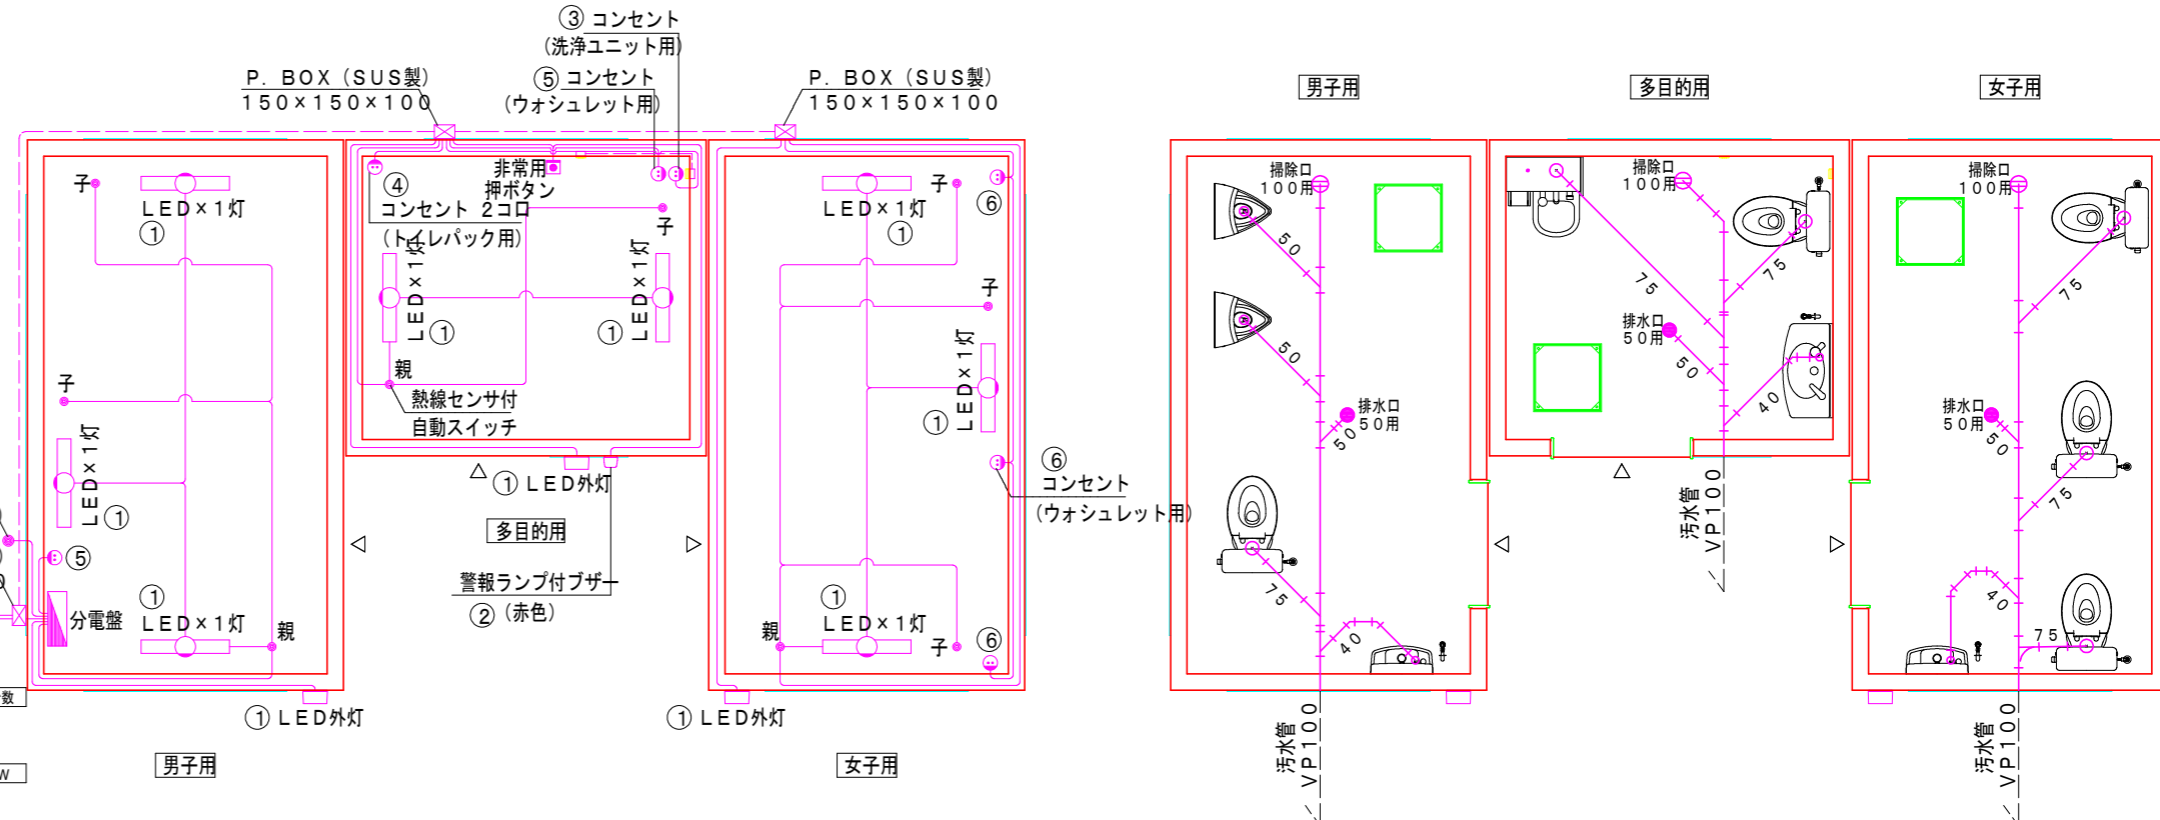 ③ コンセント
(洗浄ユニット用)
⑤ コンセント
(ウォシュレット用)
P. BOX (SUS製)
150×150×100
P. BOX (SUS製)
150×150×100
子
LED×1灯
①
子
LED×1灯
①
⑤
分電盤
①
LED×1灯
親
① LED外灯
男子用
④
コンセント 2コロ
(トイレパック用)
非常用
押ボタン
子
LED×1灯
①
LED×1灯
①
親
熱線センサ付
自動スイッチ
① LED外灯
多目的用
警報ランプ付ブザー
② (赤色)
LED×1灯
①
子
⑥
子
LED×1灯
①
⑥
コンセント
(ウォシュレット用)
①
LED×1灯
親
子
⑥
① LED外灯
女子用
数
W
男子用
掃除口
100用
50
50
排水口
50用
50
75
40
汚水管
VP100
多目的用
掃除口
100用
75
75
排水口
50用
50
40
汚水管
VP100
女子用
掃除口
100用
75
排水口
50用
50
75
40
75
汚水管
VP100